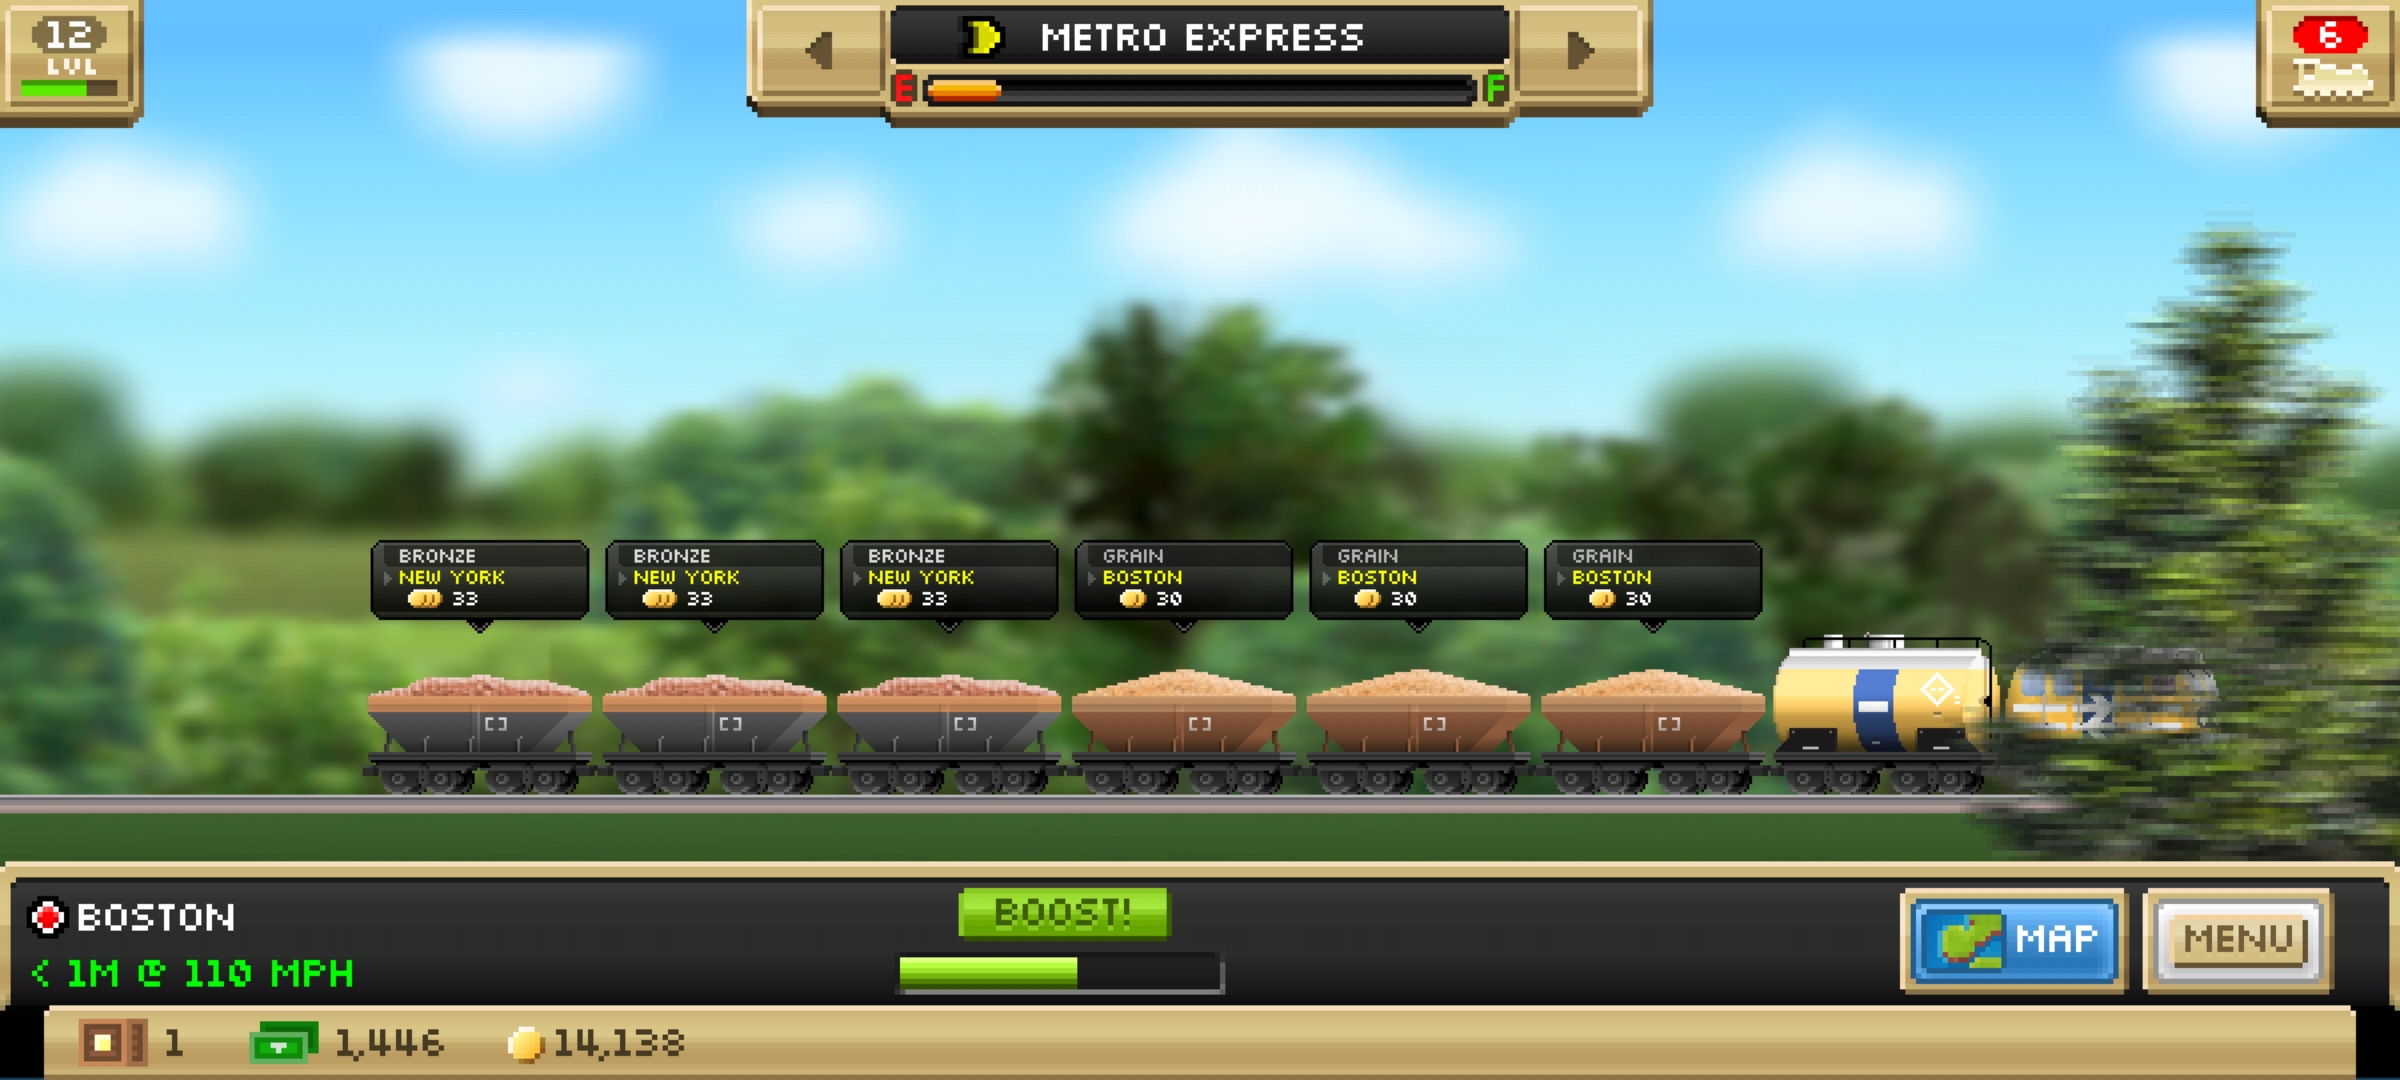 12
LVL
METRO EXPRESS
E F
6
BRONZE
NEW YORK
33
BRONZE
NEW YORK
33
BRONZE
NEW YORK
33
GRAIN
BOSTON
30
GRAIN
BOSTON
30
GRAIN
BOSTON
30
BOSTON
< 1M @ 110 MPH
BOOST!
MAP
MENU
1
1,446
14,138